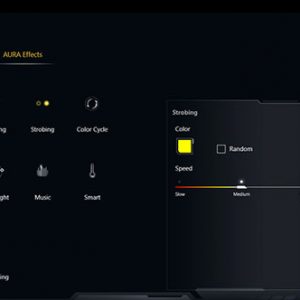 AURA Effects
Strobing
Color
Random
Speed
Slow
Medium
ng
Strobing
Color Cycle
ght
Music
Smart
ing